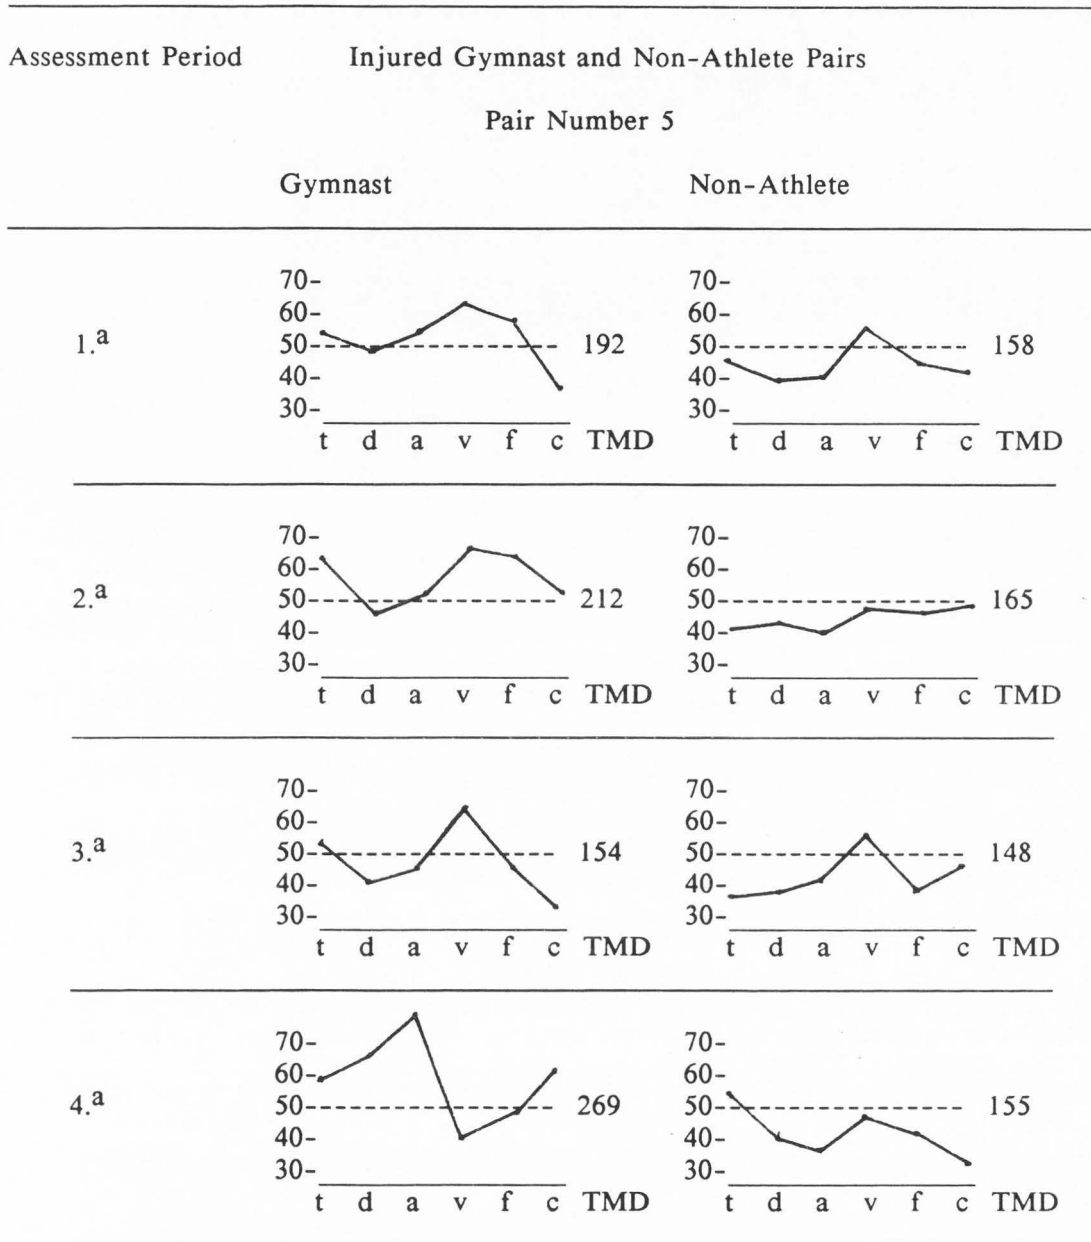 Assessment Period Injured Gymnast and Non-Athlete Pairs
Pair Number 5
Gymnast Non-Athlete
70- 70-
60- 60-
1.a 50- 192 50- 158
40- 40-
30- 30-
t d a v f c TMD t d a v f c TMD
70- 70-
60- 60-
2.a 50- 212 50- 165
40- 40-
30- 30-
t d a v f c TMD t d a v f c TMD
70- 70-
60- 60-
3.a 50- 154 50- 148
40- 40-
30- 30-
t d a v f c TMD t d a v f c TMD
70- 70-
60- 60-
4.a 50- 269 50- 155
40- 40-
30- 30-
t d a v f c TMD t d a v f c TMD